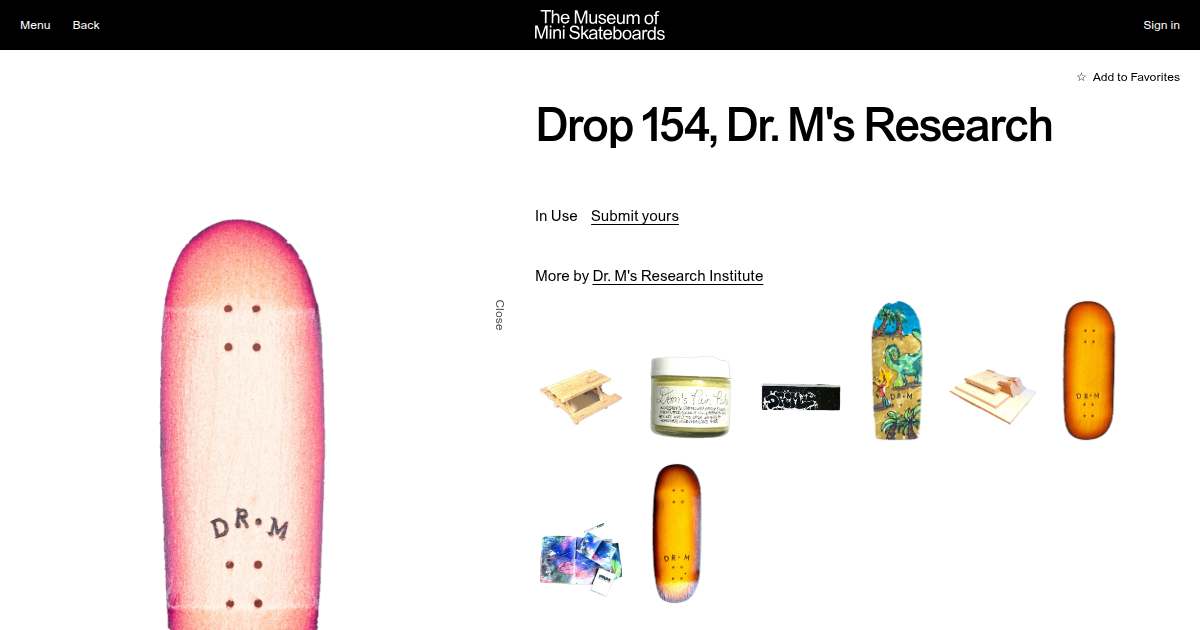 Menu
Back
The Museum of
Mini Skateboards
Sign in
☆ Add to Favorites
Drop 154, Dr. M's Research
In Use
Submit yours
More by Dr. M's Research Institute
Close
DR•M
DR•M
DR•M
DR•M